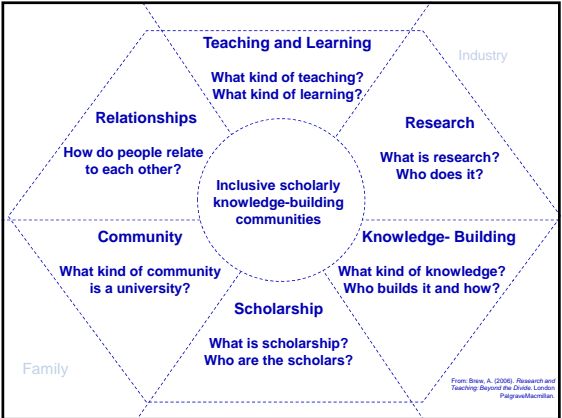 Teaching and Learning
What kind of teaching?
What kind of learning?
Industry
Relationships
How do people relate
to each other?
Research
What is research?
Who does it?
Inclusive scholarly
knowledge-building
communities
Community
What kind of community
is a university?
Knowledge- Building
What kind of knowledge?
Who builds it and how?
Scholarship
What is scholarship?
Who are the scholars?
Family
From: Brew, A. (2006). Research and
Teaching: Beyond the Divide. London
PalgraveMacmillan.